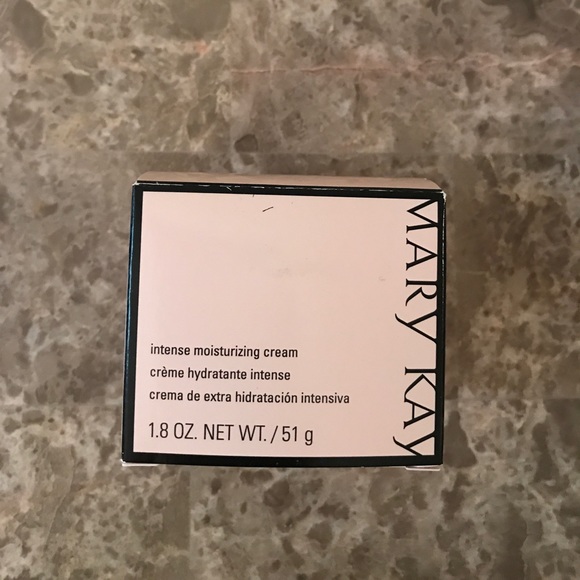 MARY KAY
intense moisturizing cream
crème hydratante intense
crema de extra hidratación intensiva
1.8 OZ. NET WT. / 51 g